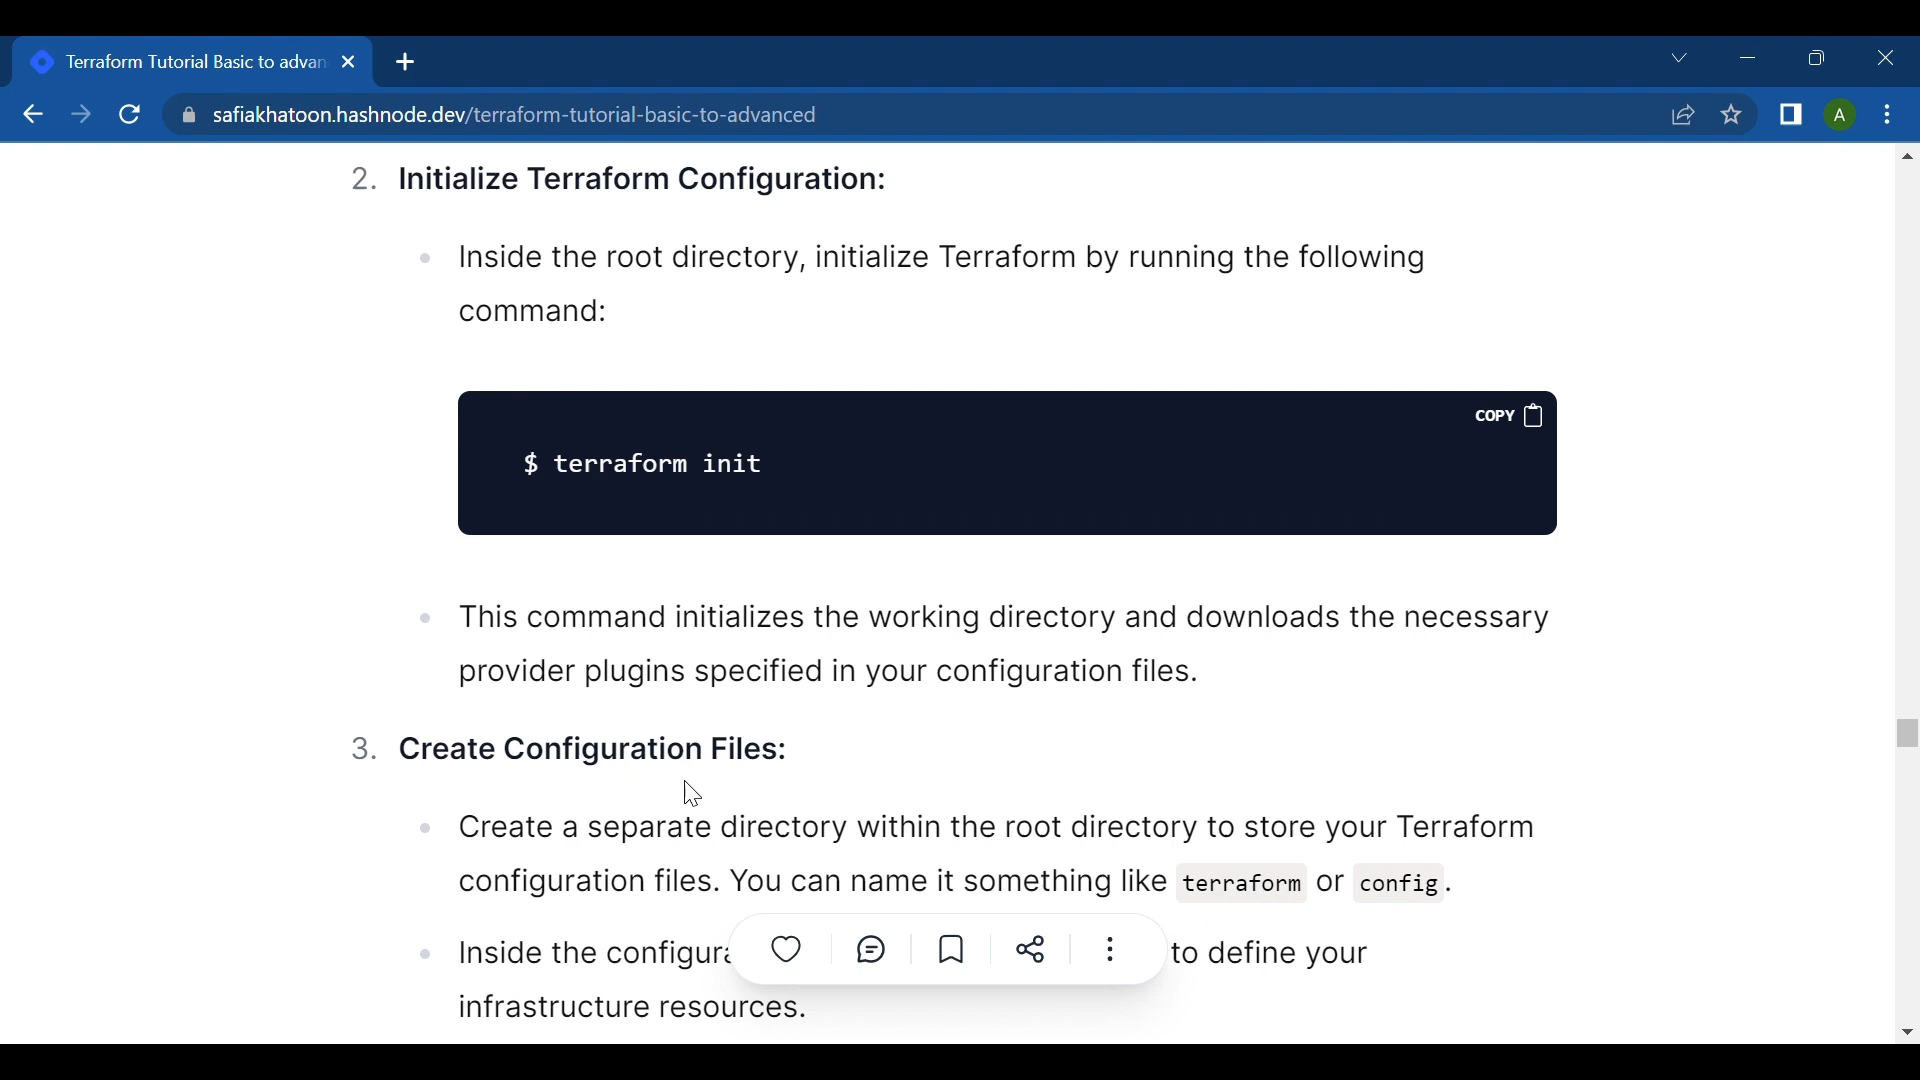 Terraform Tutorial Basic to advan
safiakhatoon.hashnode.dev/terraform-tutorial-basic-to-advanced
A
2. Initialize Terraform Configuration:
Inside the root directory, initialize Terraform by running the following
command:
COPY
$ terraform init
This command initializes the working directory and downloads the necessary
provider plugins specified in your configuration files.
3. Create Configuration Files:
Create a separate directory within the root directory to store your Terraform
configuration files. You can name it something like terraform or config.
Inside the to define your
infrastructure resources.